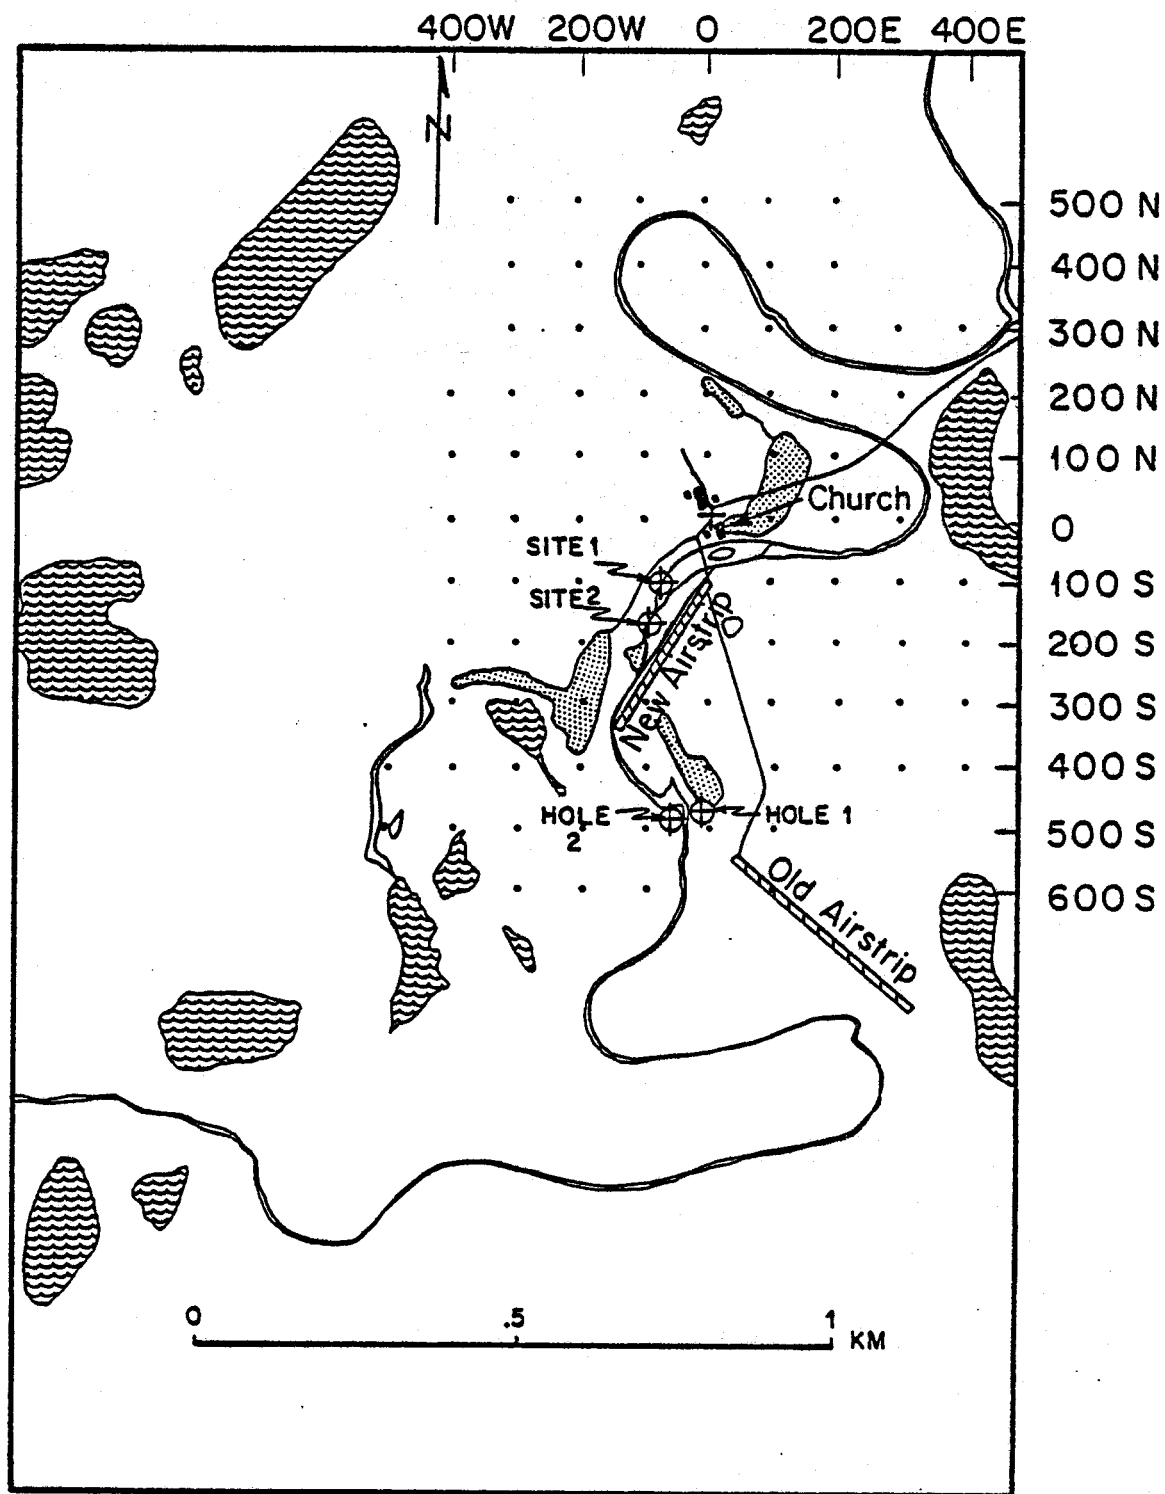 400W 200W 0 200E 400E
N
500 N
400 N
300 N
200 N
100 N
Church
0
SITE 1
100 S
SITE 2
200 S
New Airstrip
300 S
400 S
HOLE 2
HOLE 1
500 S
Old Airstrip
600 S
0 .5 1 KM